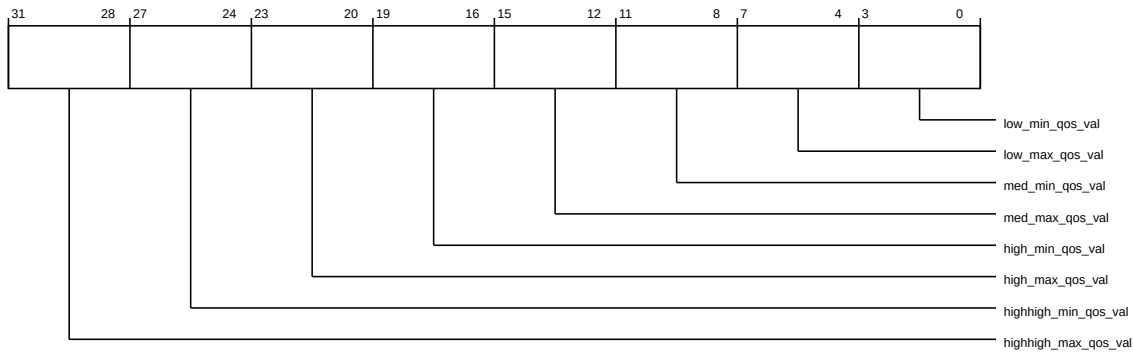 31 28 27 24 23 20 19 16 15 12 11 8 7 4 3 0
low_min_qos_val
low_max_qos_val
med_min_qos_val
med_max_qos_val
high_min_qos_val
high_max_qos_val
highhigh_min_qos_val
highhigh_max_qos_val